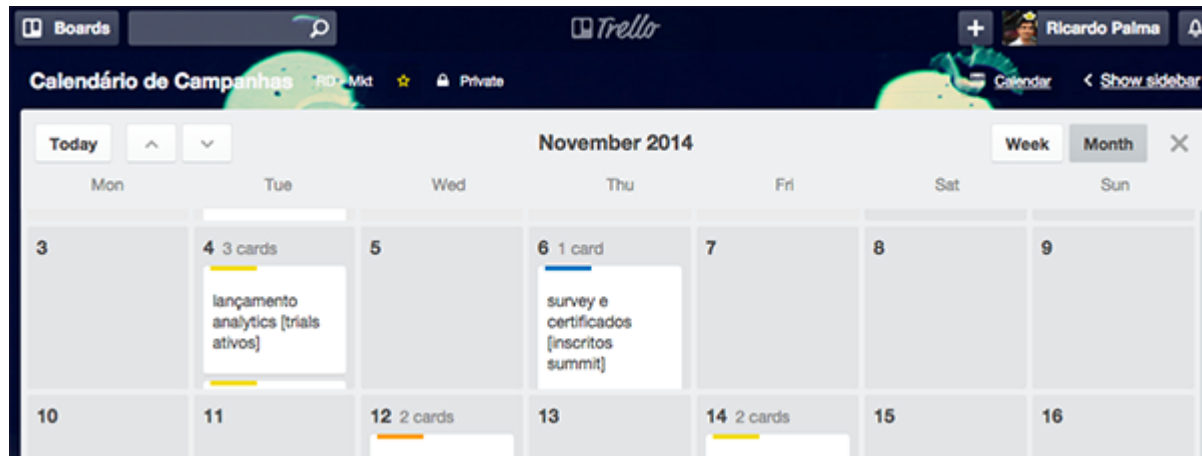 Boards Trello + Ricardo Palma
Calendário de Campanhas RD - Mkt Private Calendar < Show sidebar
Today November 2014 Week Month ×
Mon Tue Wed Thu Fri Sat Sun
3 4 3 cards 5 6 1 card 7 8 9
lançamento
analytics [trials
ativos]
survey e
certificados
[inscritos
summit]
10 11 12 2 cards 13 14 2 cards 15 16